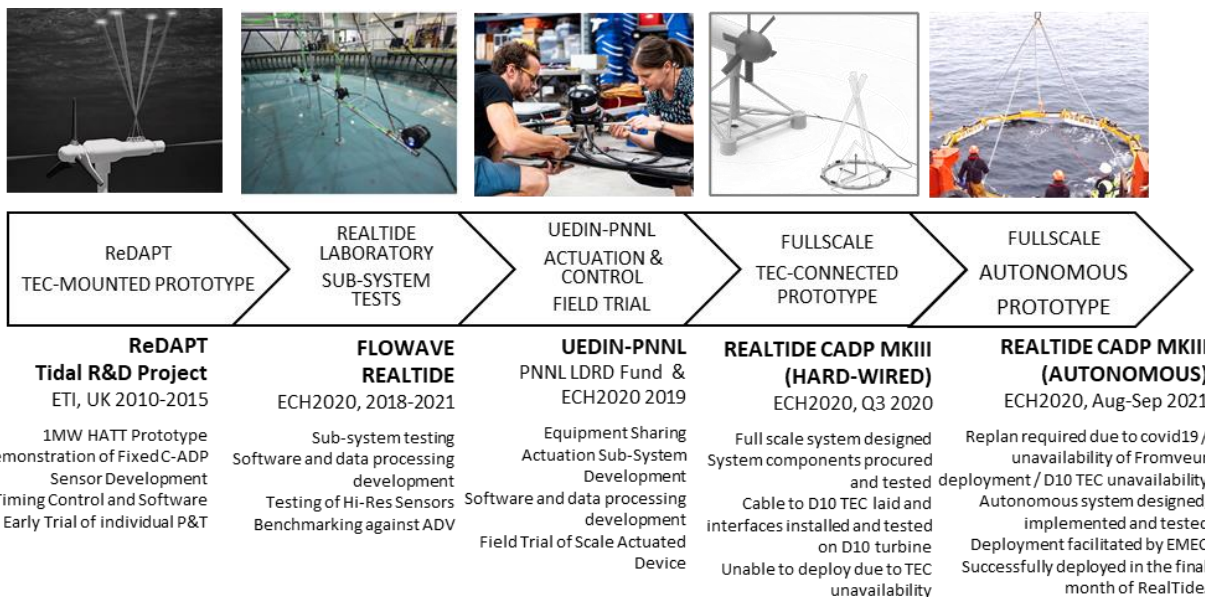 ReDAPT
TEC-MOUNTED PROTOTYPE
REALTIDE
LABORATORY
SUB-SYSTEM
TESTS
UEDIN-PNNL
ACTUATION &
CONTROL
FIELD TRIAL
FULLSCALE
TEC-CONNECTED
PROTOTYPE
FULLSCALE
AUTONOMOUS
PROTOTYPE
ReDAPT
Tidal R&D Project
ETI, UK 2010-2015
1MW HATT Prototype
emonstration of Fixed C-ADP
Sensor Development
Timing Control and Software
Early Trial of individual P&T
FLOWAVE
REALTIDE
ECH2020, 2018-2021
Sub-system testing
Software and data processing
development
Testing of Hi-Res Sensors
Benchmarking against ADV
UEDIN-PNNL
PNNL LDRD Fund &
ECH2020 2019
Equipment Sharing
Actuation Sub-System
Development
Software and data processing
development
Field Trial of Scale Actuated
Device
REALTIDE CADP MKIII
(HARD-WIRED)
ECH2020, Q3 2020
Full scale system designed
System components procured
and tested
Cable to D10 TEC laid and
interfaces installed and tested
on D10 turbine
Unable to deploy due to TEC
unavailability
REALTIDE CADP MKIII
(AUTONOMOUS)
ECH2020, Aug-Sep 2021
Replan required due to covid19 /
unavailability of Fromveur
deployment / D10 TEC unavailability
Autonomous system designed,
implemented and tested
Deployment facilitated by EMEC
Successfully deployed in the final
month of RealTides